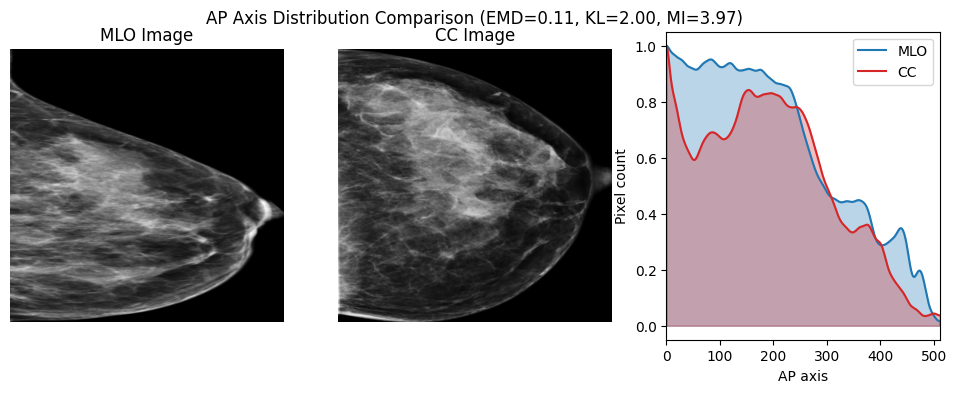 AP Axis Distribution Comparison (EMD=0.11, KL=2.00, MI=3.97)
MLO Image
CC Image
MLO
CC
Pixel count
1.0
0.8
0.6
0.4
0.2
0.0
0 100 200 300 400 500
AP axis